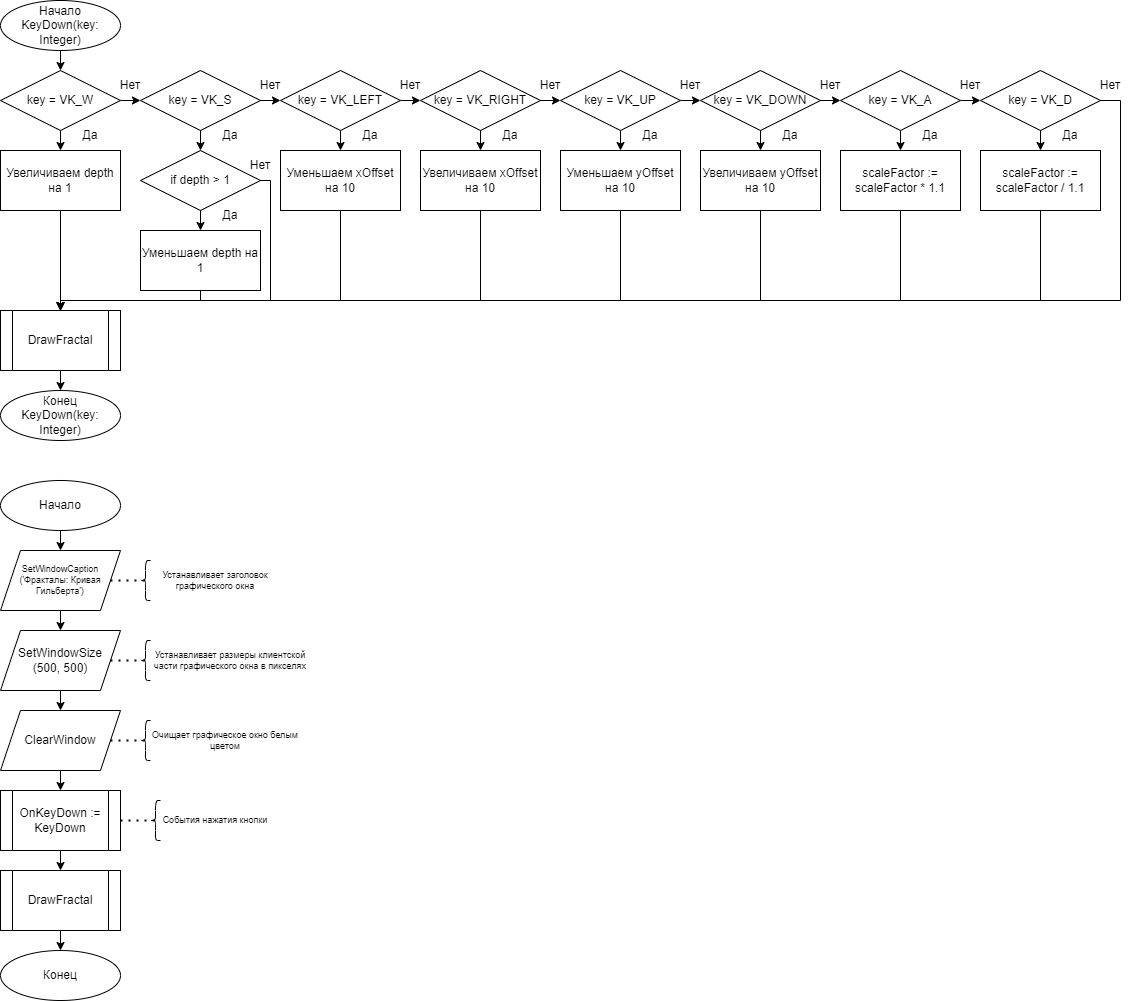 Начало
KeyDown(key:
Integer)
key = VK_W
Нет
key = VK_S
Нет
key = VK_LEFT
Нет
key = VK_RIGHT
Нет
key = VK_UP
Нет
key = VK_DOWN
Нет
key = VK_A
Нет
key = VK_D
Нет
Да
Да
Да
Да
Да
Да
Да
Да
Увеличиваем depth
на 1
if depth > 1
Нет
Уменьшаем xOffset
на 10
Увеличиваем xOffset
на 10
Уменьшаем yOffset
на 10
Увеличиваем yOffset
на 10
scaleFactor :=
scaleFactor * 1.1
scaleFactor :=
scaleFactor / 1.1
Да
Уменьшаем depth на
1
DrawFractal
Конец
KeyDown(key:
Integer)
Начало
SetWindowCaption
('Фракталы: Кривая
Гильберта')
Устанавливает заголовок
графического окна
SetWindowSize
(500, 500)
Устанавливает размеры клиентской
части графического окна в пикселях
ClearWindow
Очищает графическое окно белым
цветом
OnKeyDown :=
KeyDown
События нажатия кнопки
DrawFractal
Конец